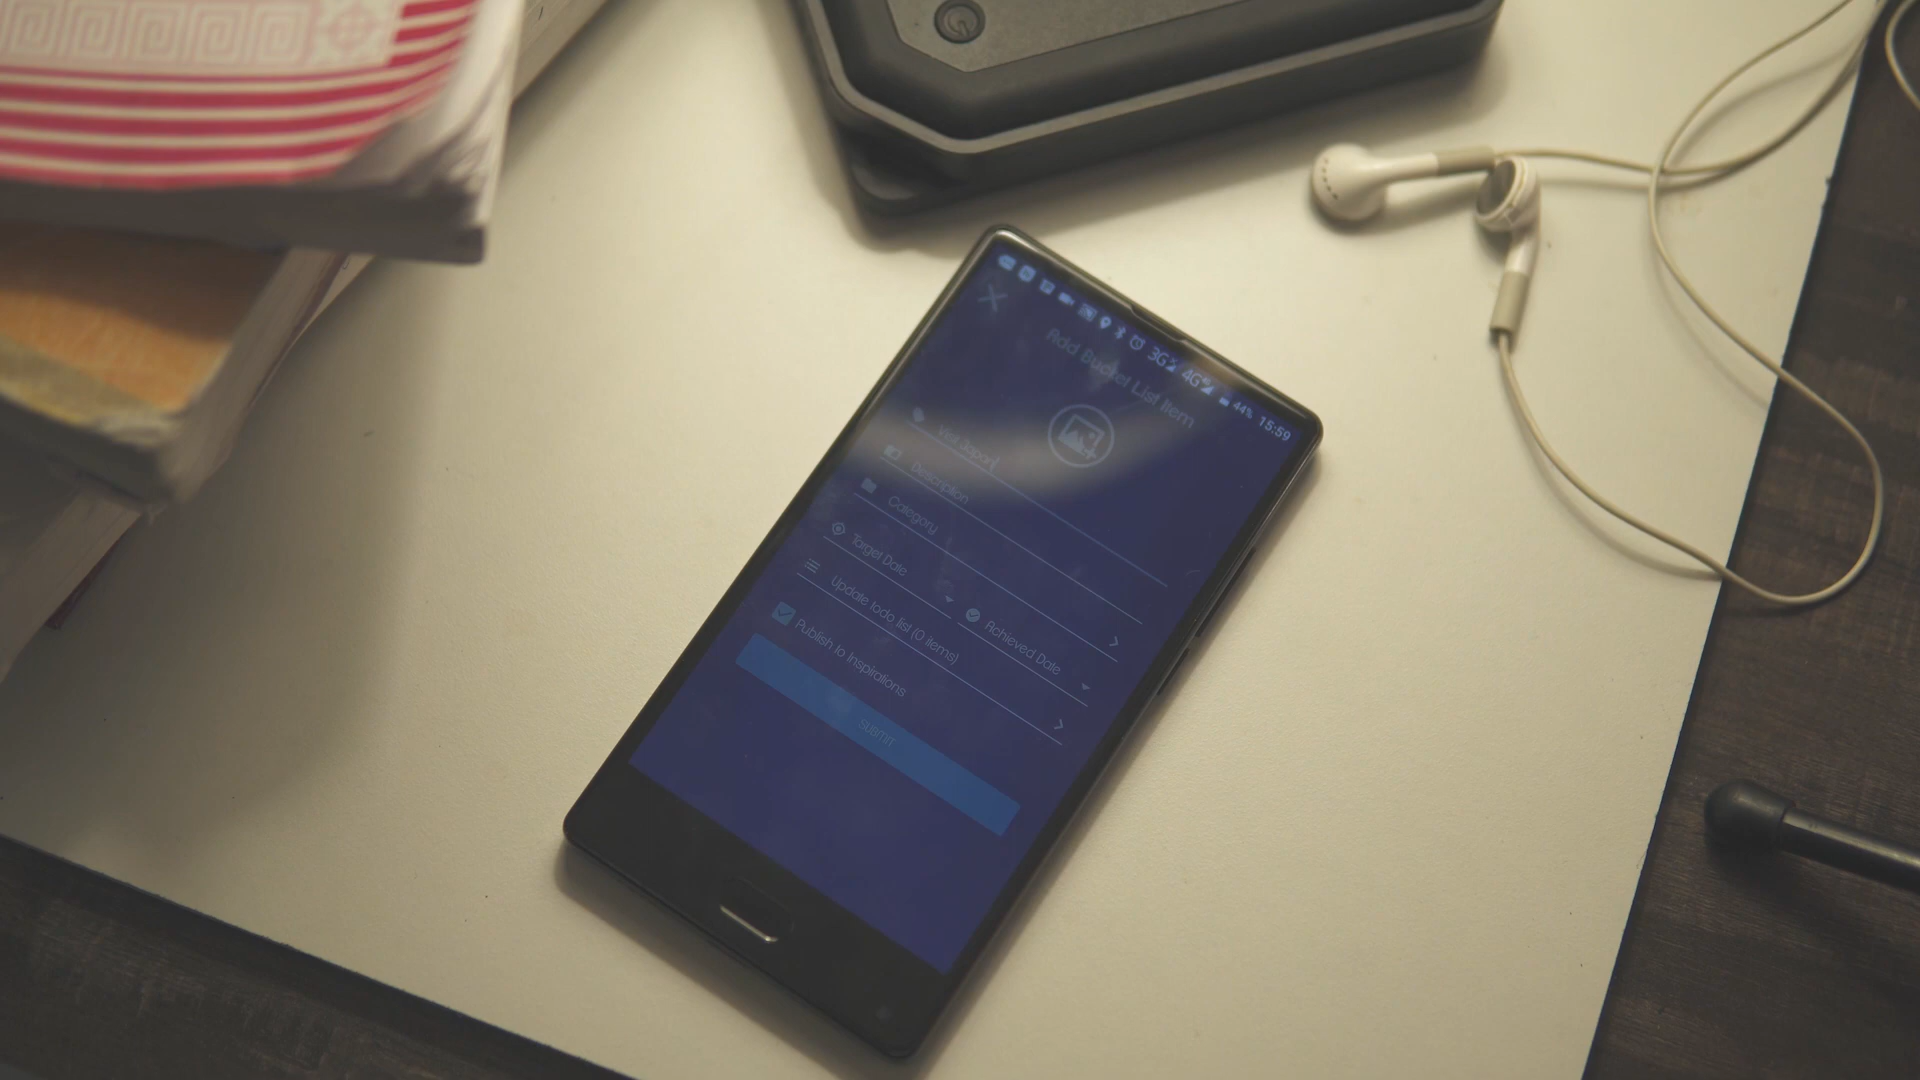 3G 4G 44% 15:59
Add Bucket List Item
Visit
Description
Category
Target Date
Achieved Date
Update todo list (0 items)
Publish to Inspirations
SUBMIT